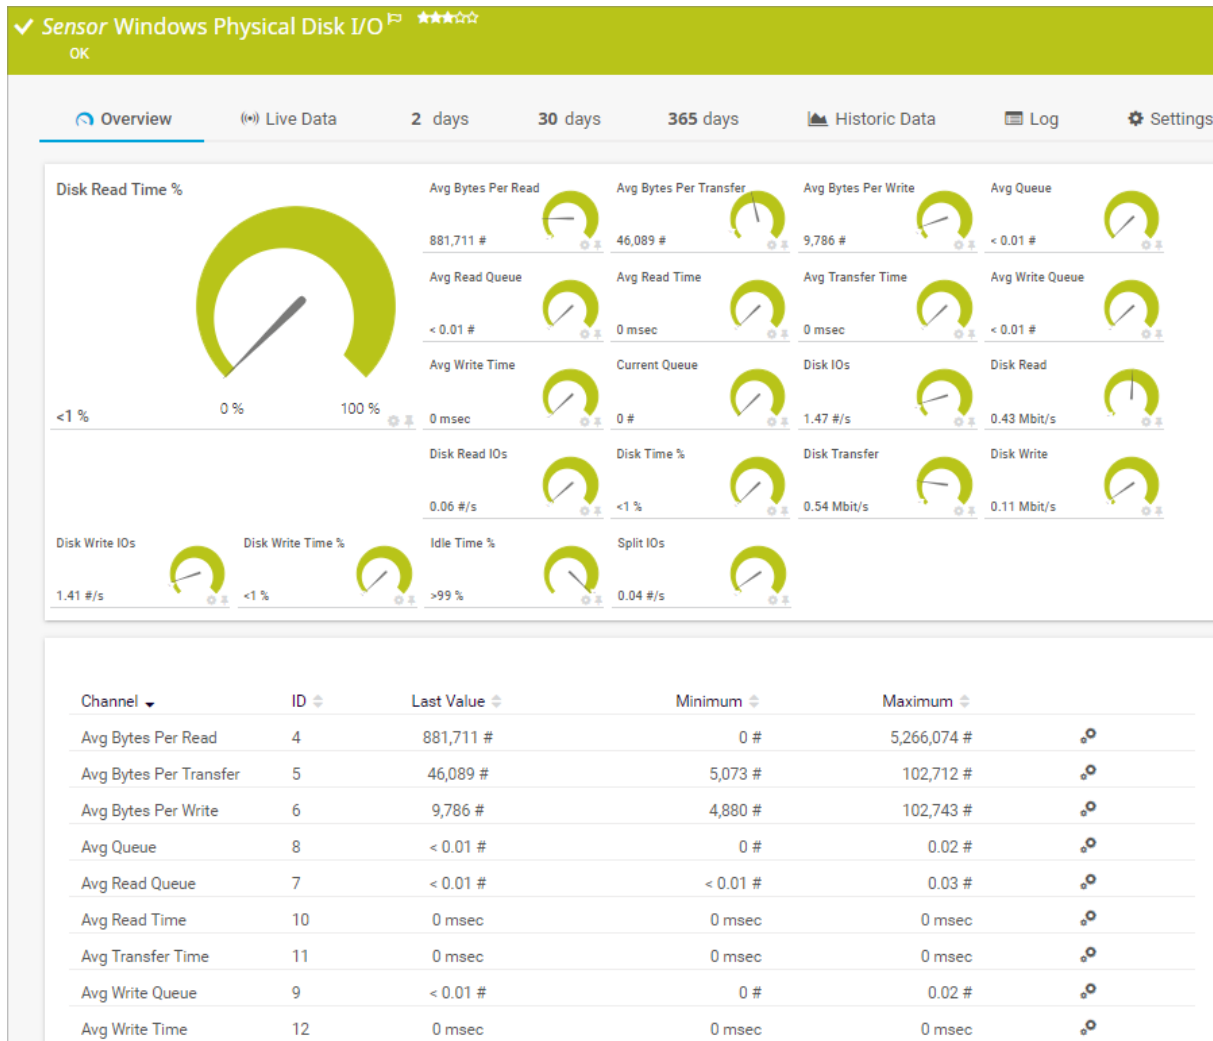 Sensor Windows Physical Disk I/O
OK
Overview
Live Data
2 days
30 days
365 days
Historic Data
Log
Settings
Disk Read Time %
<1 %
0 %
100 %
Avg Bytes Per Read
881,711 #
Avg Bytes Per Transfer
46,089 #
Avg Bytes Per Write
9,786 #
Avg Queue
< 0.01 #
Avg Read Queue
< 0.01 #
Avg Read Time
0 msec
Avg Transfer Time
0 msec
Avg Write Queue
< 0.01 #
Avg Write Time
0 msec
Current Queue
0 #
Disk IOs
1.47 #/s
Disk Read
0.43 Mbit/s
Disk Read IOs
0.06 #/s
Disk Time %
<1 %
Disk Transfer
0.54 Mbit/s
Disk Write
0.11 Mbit/s
Disk Write IOs
1.41 #/s
Disk Write Time %
<1 %
Idle Time %
>99 %
Split IOs
0.04 #/s
Channel ID Last Value Minimum Maximum
Avg Bytes Per Read 4 881,711 # 0 # 5,266,074 #
Avg Bytes Per Transfer 5 46,089 # 5,073 # 102,712 #
Avg Bytes Per Write 6 9,786 # 4,880 # 102,743 #
Avg Queue 8 < 0.01 # 0 # 0.02 #
Avg Read Queue 7 < 0.01 # < 0.01 # 0.03 #
Avg Read Time 10 0 msec 0 msec 0 msec
Avg Transfer Time 11 0 msec 0 msec 0 msec
Avg Write Queue 9 < 0.01 # 0 # 0.02 #
Avg Write Time 12 0 msec 0 msec 0 msec